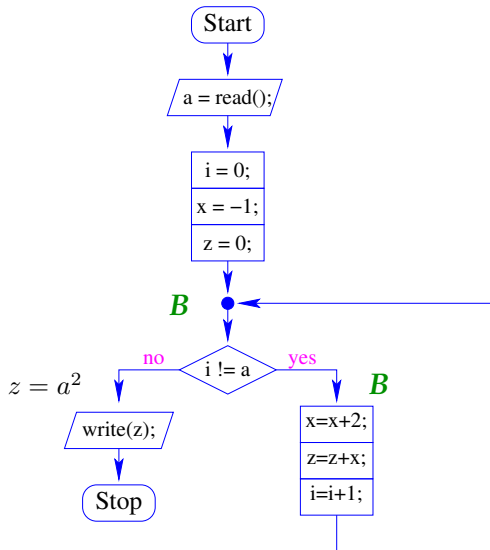 Start
a = read();
i = 0;
x = −1;
z = 0;
B
no
i != a
yes
z = a²
B
write(z);
x=x+2;
z=z+x;
i=i+1;
Stop